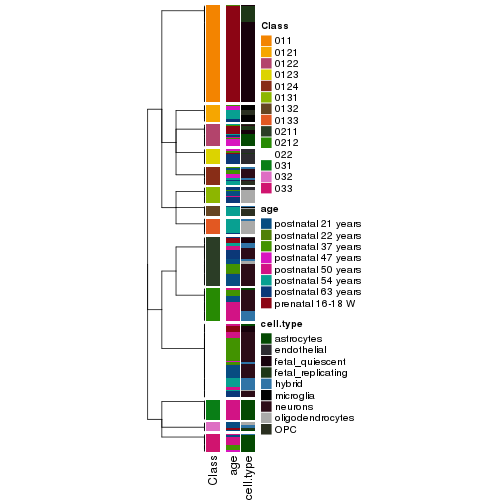 Class
011
0121
0122
0123
0124
0131
0132
0133
0211
0212
022
031
032
033
age
postnatal 21 years
postnatal 22 years
postnatal 37 years
postnatal 47 years
postnatal 50 years
postnatal 54 years
postnatal 63 years
prenatal 16-18 W
cell.type
astrocytes
endothelial
fetal_quiescent
fetal_replicating
hybrid
microglia
neurons
oligodendrocytes
OPC
Class
age
cell.type